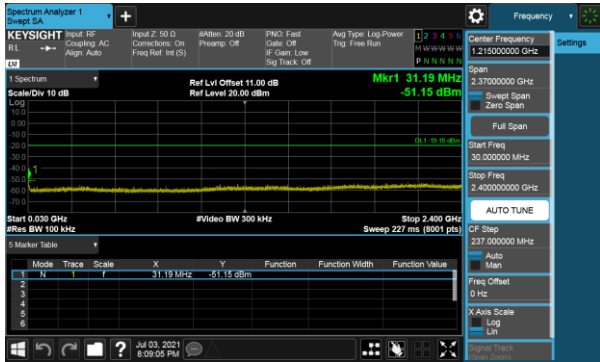 Spectrum Analyzer 1
Swept SA
+
Frequency
KEYSIGHT
RL
Input: RF
Coupling: AC
Align: Auto
Input Z: 50 Ω
Corrections: On
Freq Ref: Int (S)
#Atten: 20 dB
Preamp: Off
PNO: Fast
Gate: Off
IF Gain: Low
Sig Track: Off
Avg Type: Log-Power
Trig: Free Run
1 2 3 4 5 6
M W W W W W
P N N N N N
Center Frequency
1.215000000 GHz
Settings
Span
2.37000000 GHz
Swept Span
Zero Span
Full Span
Start Freq
30.000000 MHz
Stop Freq
2.400000000 GHz
AUTO TUNE
CF Step
237.000000 MHz
Auto
Man
Freq Offset
0 Hz
X Axis Scale
Log
Lin
Signal Track
(Span Zoom)
1 Spectrum
Scale/Div 10 dB
Ref Lvl Offset 11.00 dB
Ref Level 20.00 dBm
Mkr1 31.19 MHz
-51.15 dBm
Log
10.0
0.00
-10.0
-20.0
-30.0
-40.0
-50.0
-60.0
-70.0
1
Start 0.030 GHz
#Res BW 100 kHz
#Video BW 300 kHz
Stop 2.400 GHz
Sweep 227 ms (8001 pts)
5 Marker Table
Mode Trace Scale X Y Function Function Width Function Value
1 N 1 f 31.19 MHz -51.15 dBm
2
3
4
5
6
?
Jul 03, 2021
8:09:05 PM